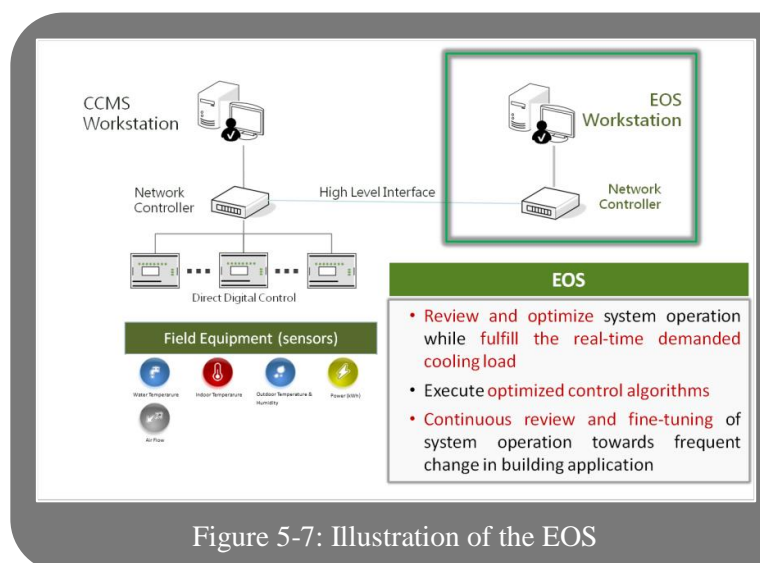 CCMS
Workstation
EOS
Workstation
Network
Controller
High Level Interface
Network
Controller
Direct Digital Control
Field Equipment (sensors)
Water Temperature
Indoor Temperature
Outdoor Temperature &
Humidity
Power (kWh)
Air Flow
EOS
• Review and optimize system operation
while fulfill the real-time demanded
cooling load
• Execute optimized control algorithms
• Continuous review and fine-tuning of
system operation towards frequent
change in building application
Figure 5-7: Illustration of the EOS